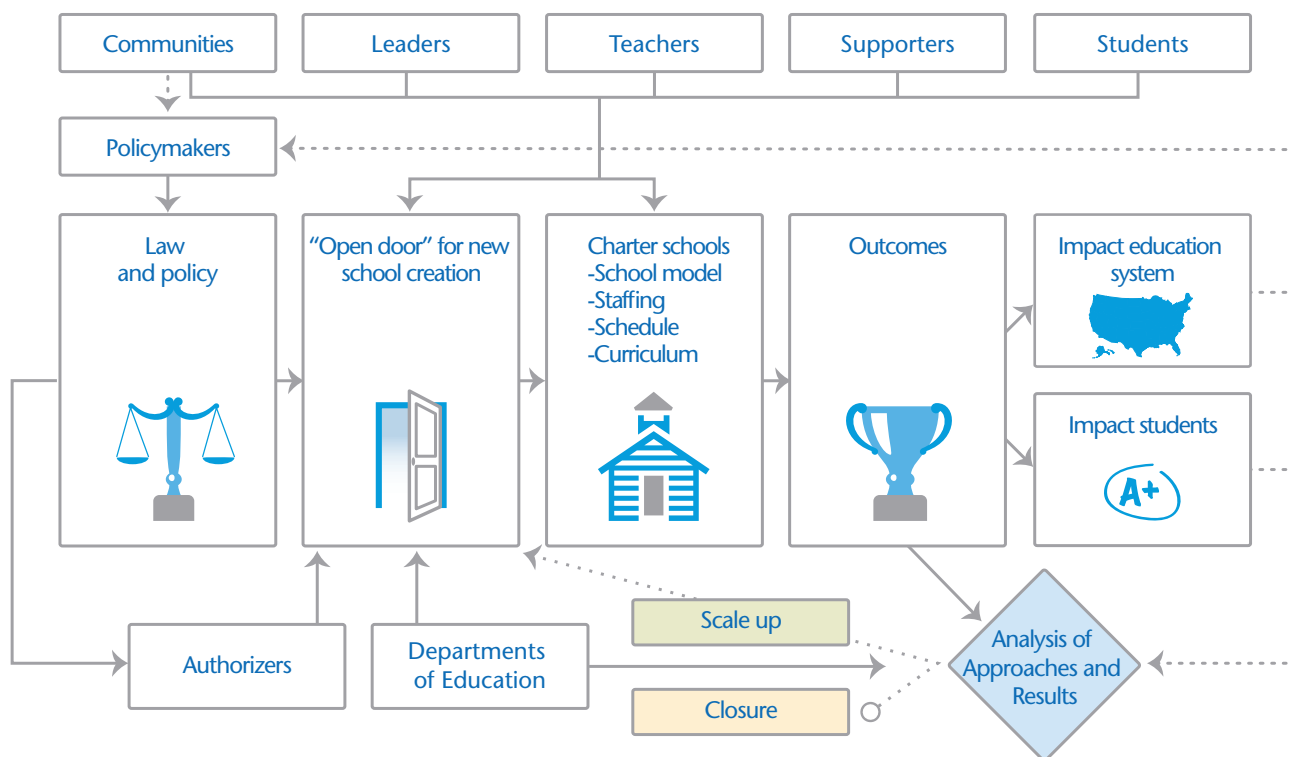 Communities
Leaders
Teachers
Supporters
Students
Policymakers
Law
and policy
“Open door” for new
school creation
Charter schools
-School model
-Staffing
-Schedule
-Curriculum
Outcomes
Impact education
system
Impact students
A+
Scale up
Authorizers
Departments
of Education
Closure
Analysis of
Approaches and
Results